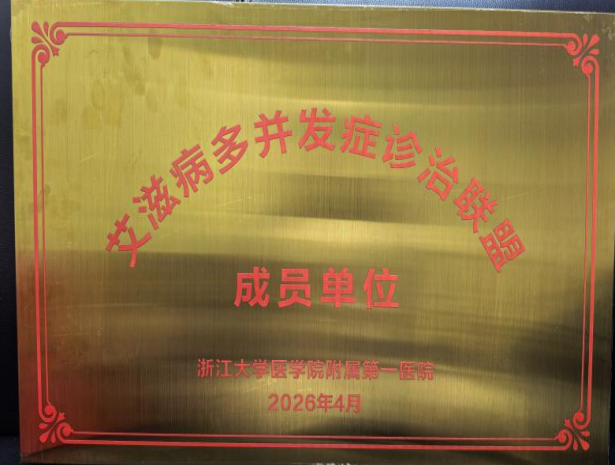 艾滋病多并发症诊治联盟
成员单位
浙江大学医学院附属第一医院
2026年4月